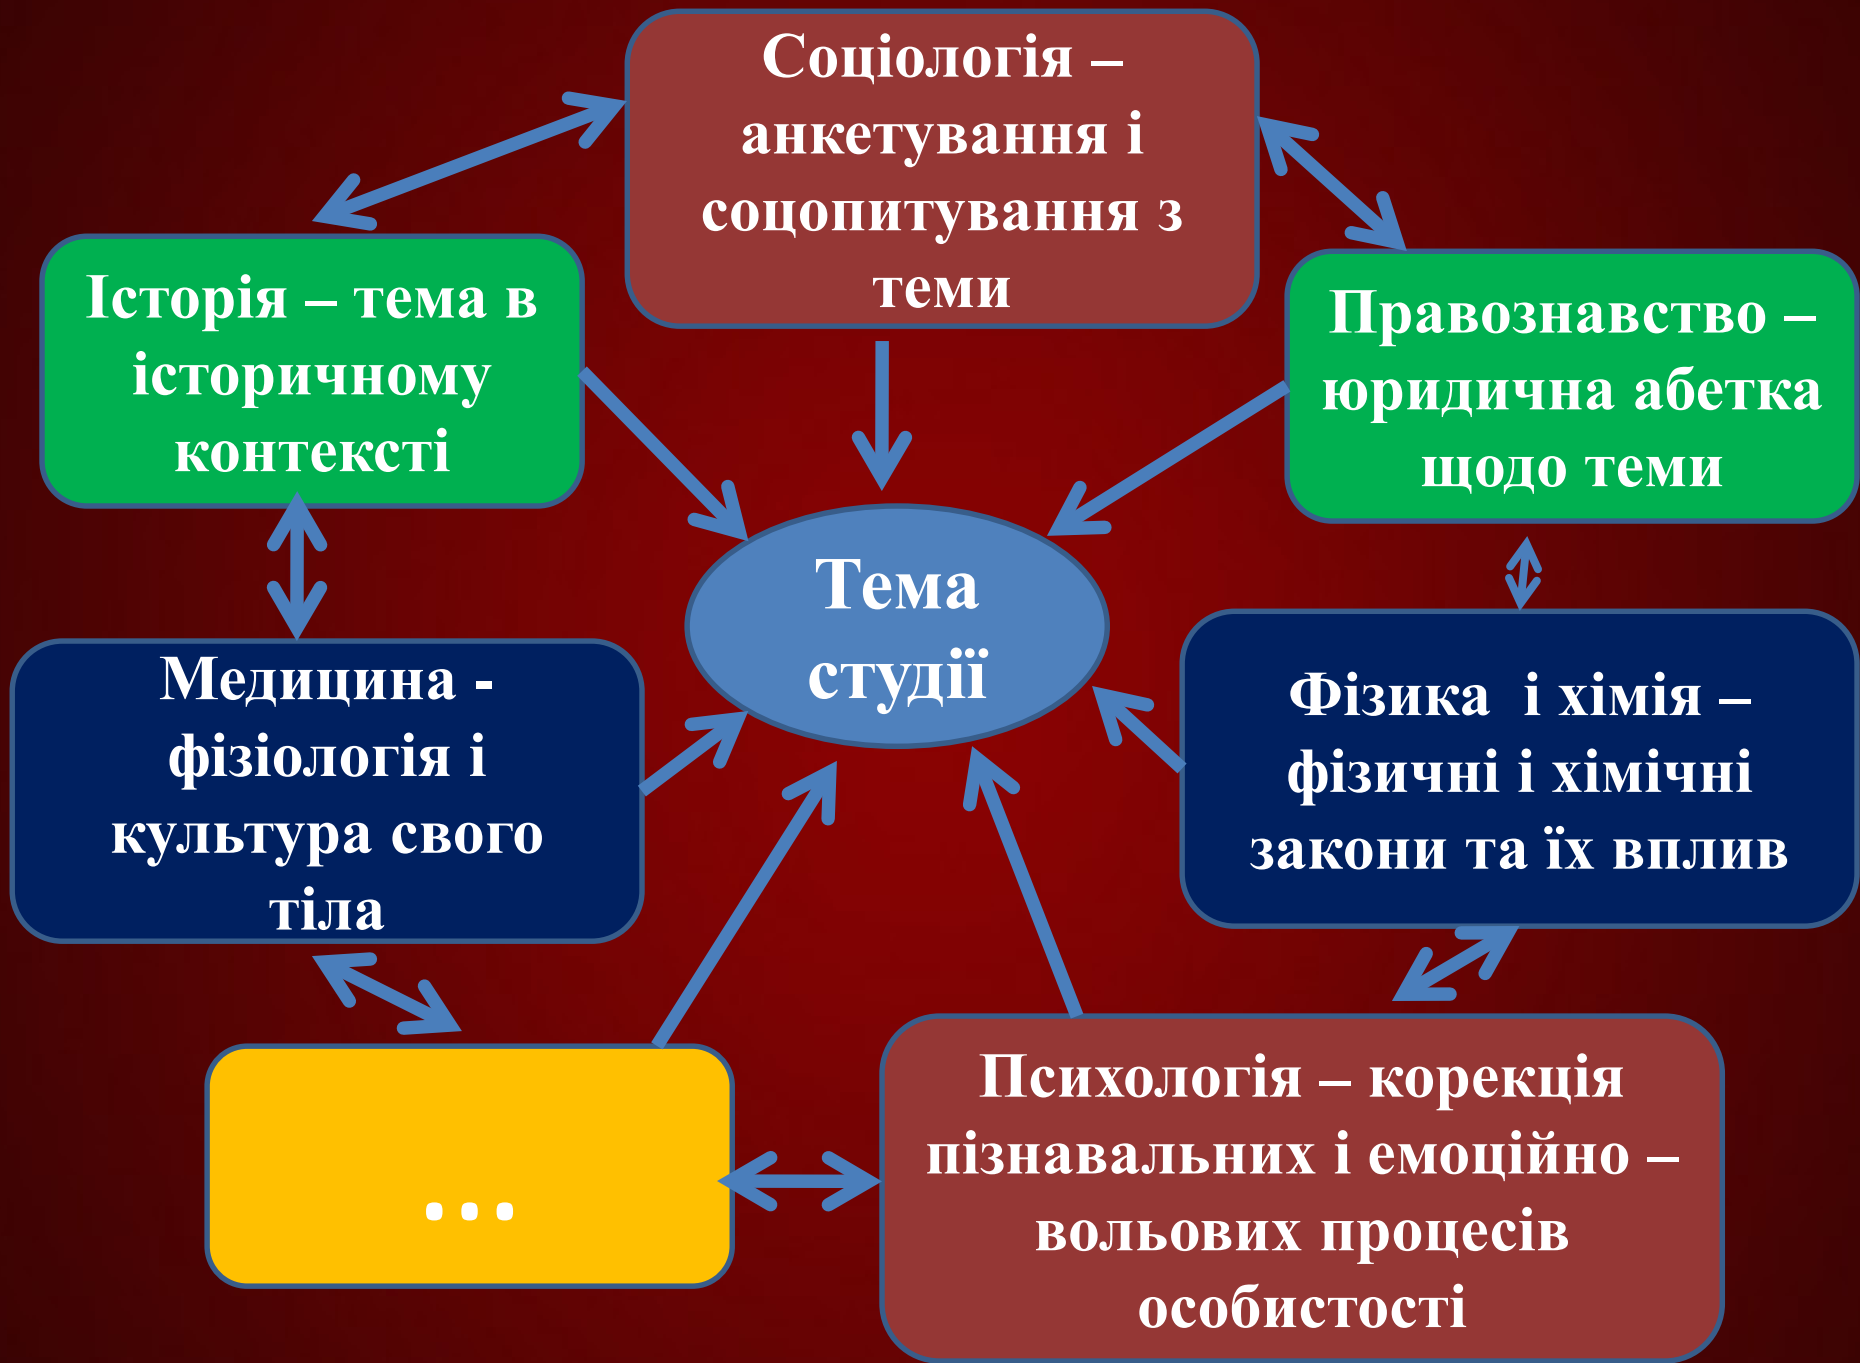 Соціологія –
анкетування і
соцопитування з
теми
Історія – тема в
історичному
контексті
Правознавство –
юридична абетка
щодо теми
Тема
студії
Медицина -
фізіологія і
культура свого
тіла
Фізика і хімія –
фізичні і хімічні
закони та їх вплив
...
Психологія – корекція
пізнавальних і емоційно –
вольових процесів
особистості